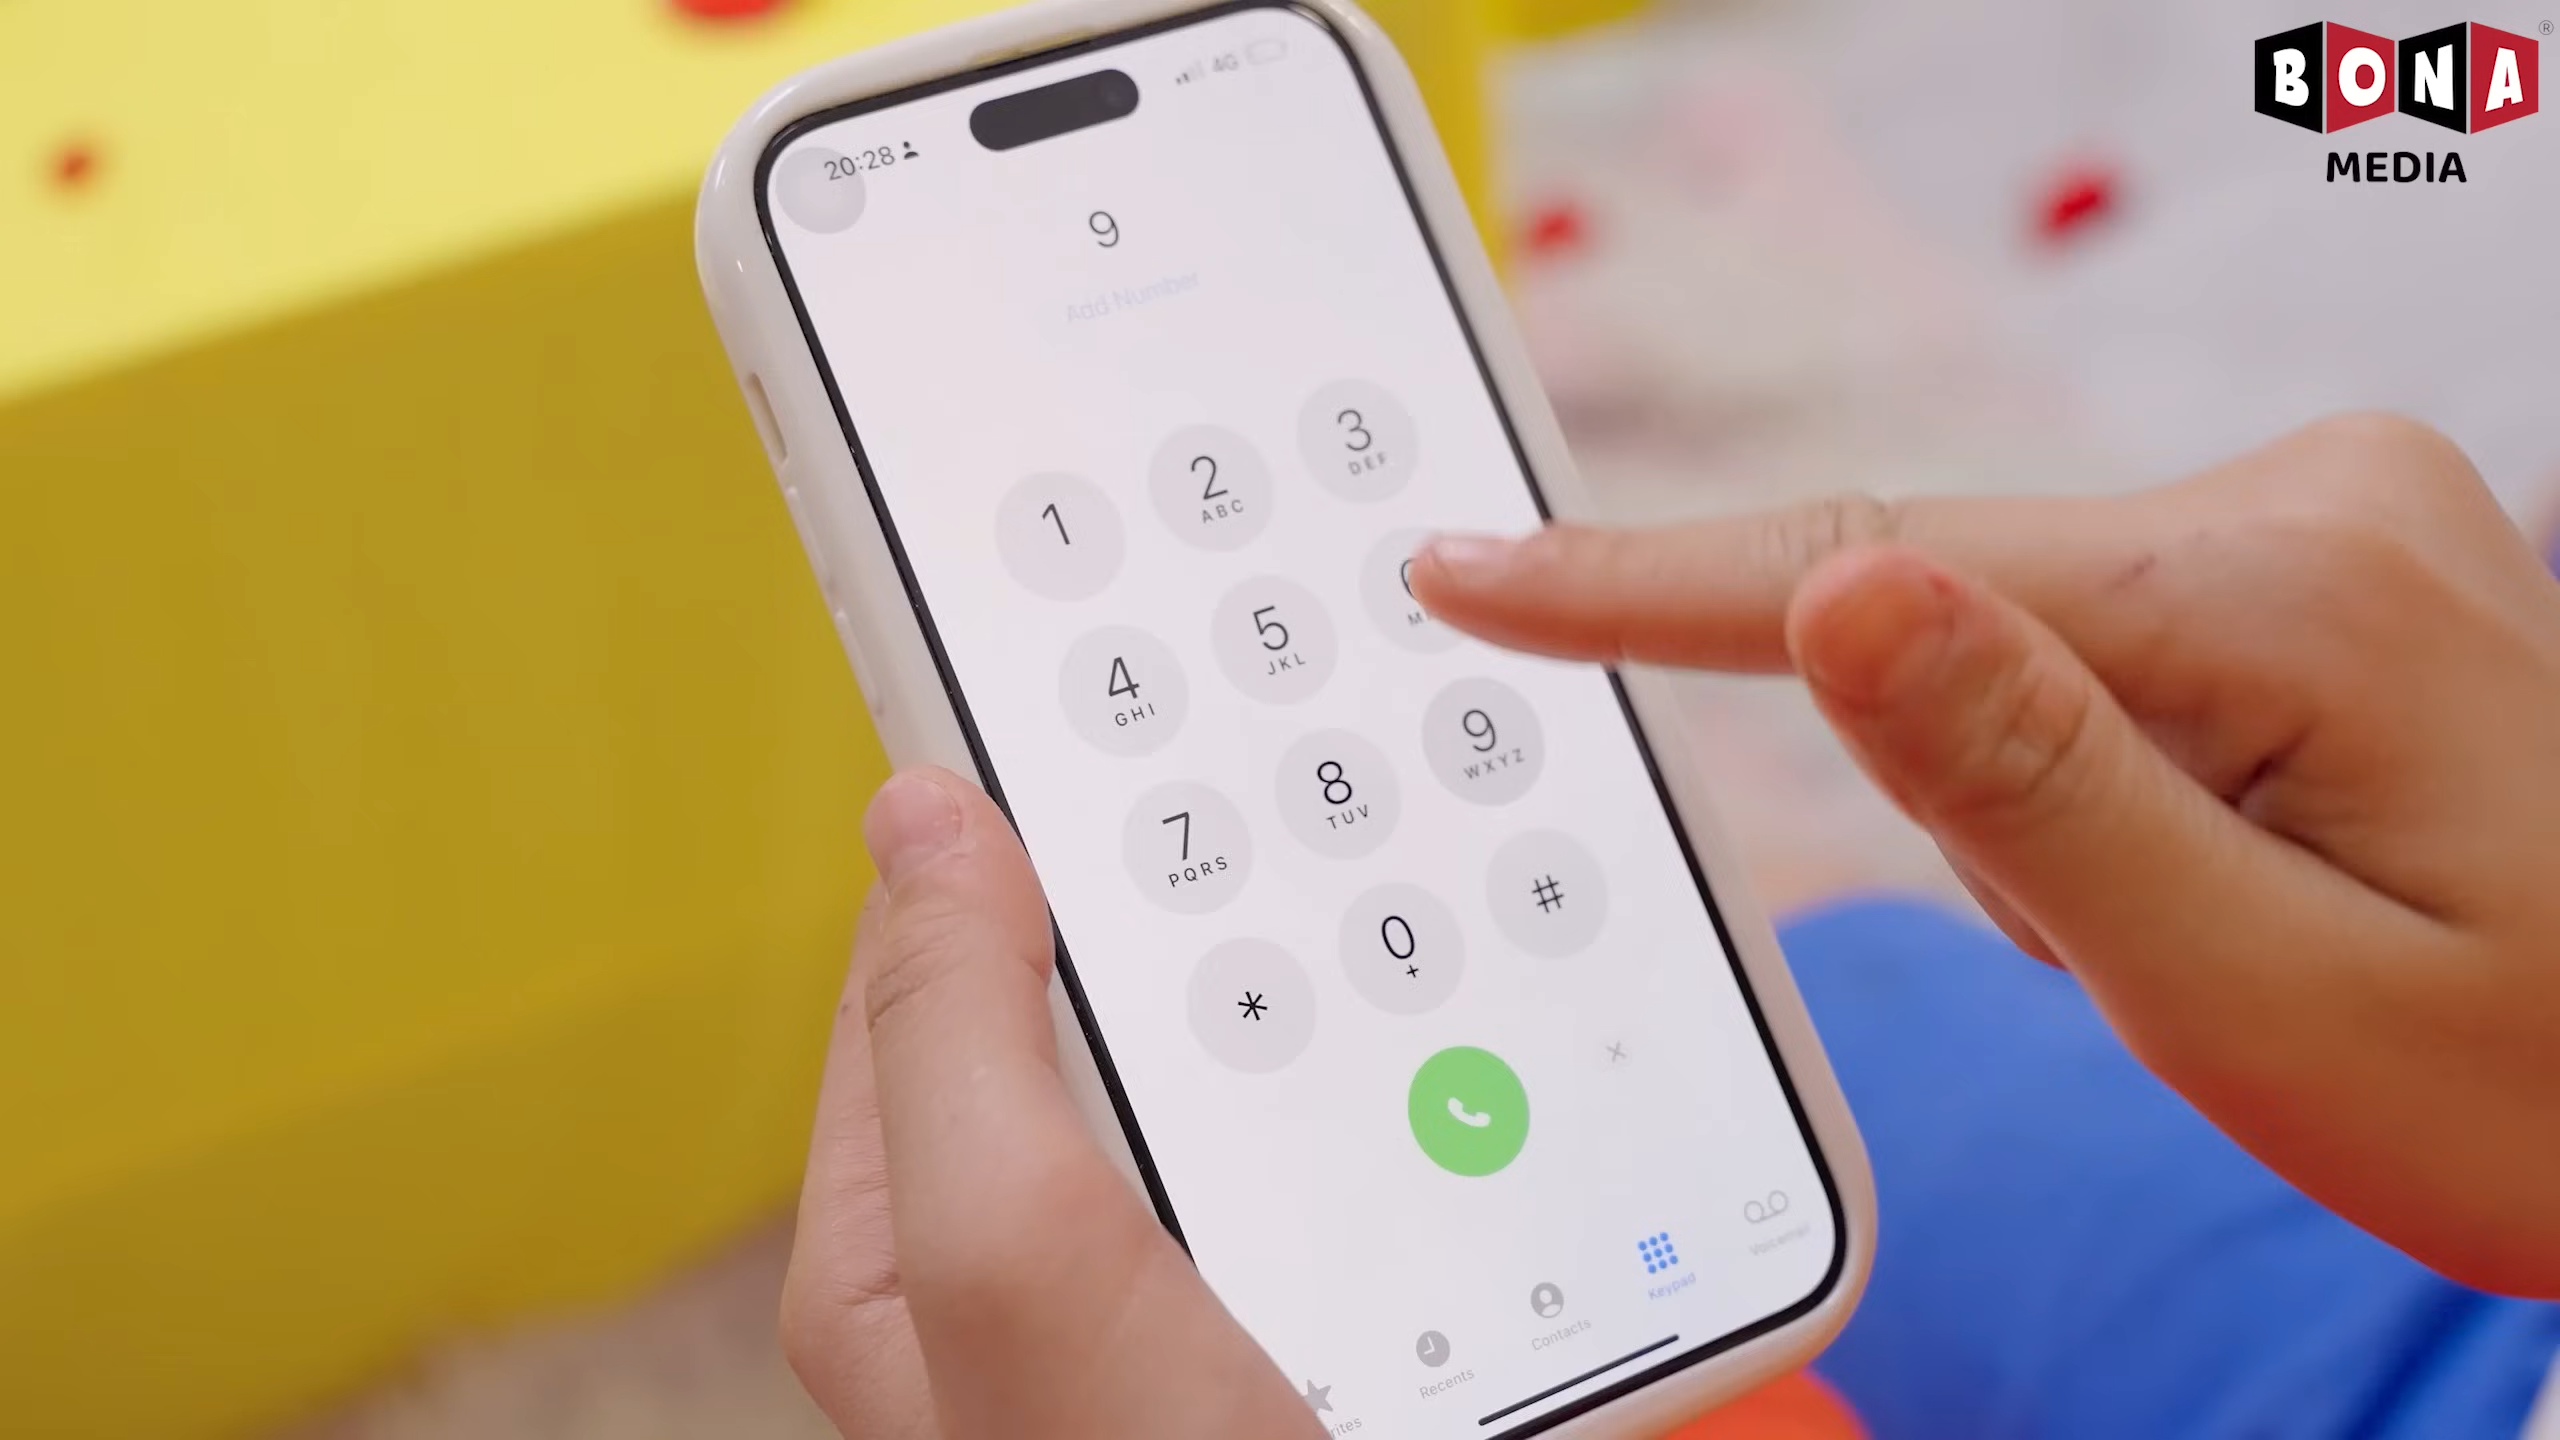 BONA
®
MEDIA
20:28
4G
9
Add Number
1
2
ABC
3
DEF
4
GHI
5
JKL
7
PQRS
8
TUV
9
WXYZ
*
0
+
#
Recents
Contacts
Keypad
Voicemail